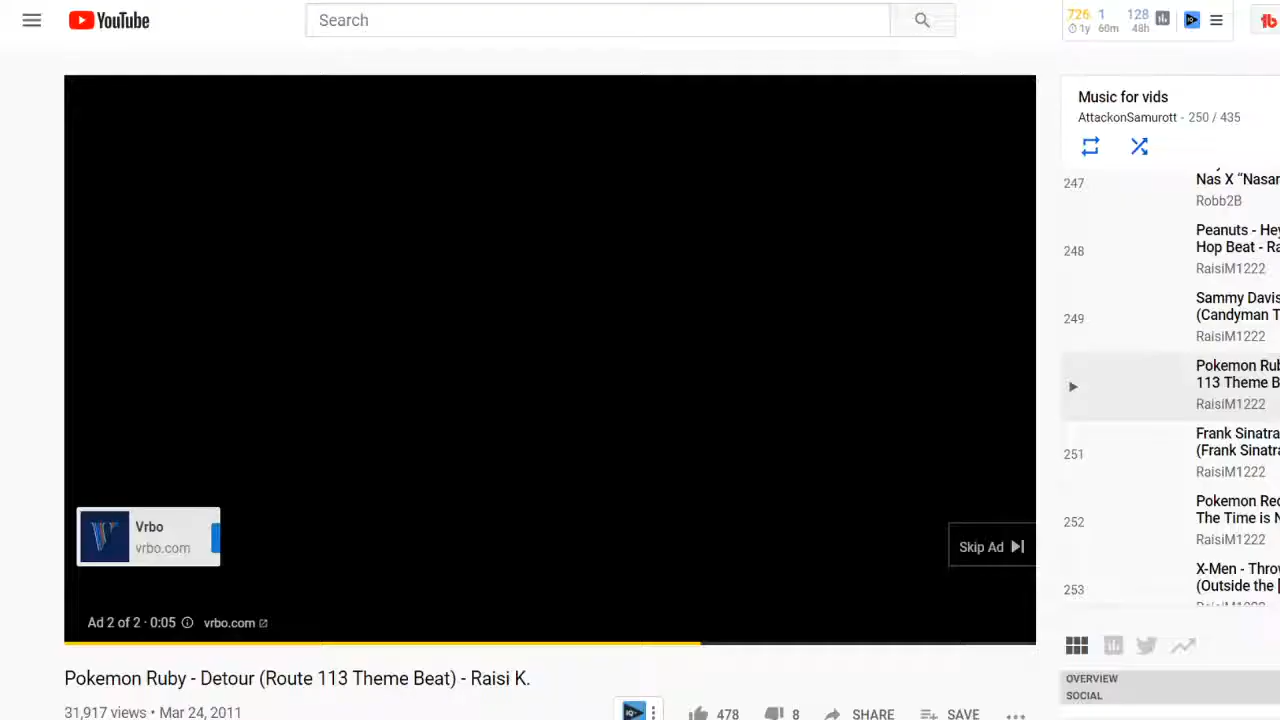 YouTube
Search
726 1 128
1y 60m 48h
Music for vids
AttackonSamurott - 250 / 435
247
Nas X “Nasar
Robb2B
248
Peanuts - Hey
Hop Beat - Ra
RaisiM1222
249
Sammy Davis
(Candyman T
RaisiM1222
Pokemon Rub
113 Theme B
RaisiM1222
251
Frank Sinatra
(Frank Sinatra
RaisiM1222
252
Pokemon Red
The Time is N
RaisiM1222
253
X-Men - Throw
(Outside the [
Vrbo
vrbo.com
Skip Ad
Ad 2 of 2 · 0:05 vrbo.com
OVERVIEW
SOCIAL
Pokemon Ruby - Detour (Route 113 Theme Beat) - Raisi K.
31,917 views • Mar 24, 2011
478 8 SHARE SAVE